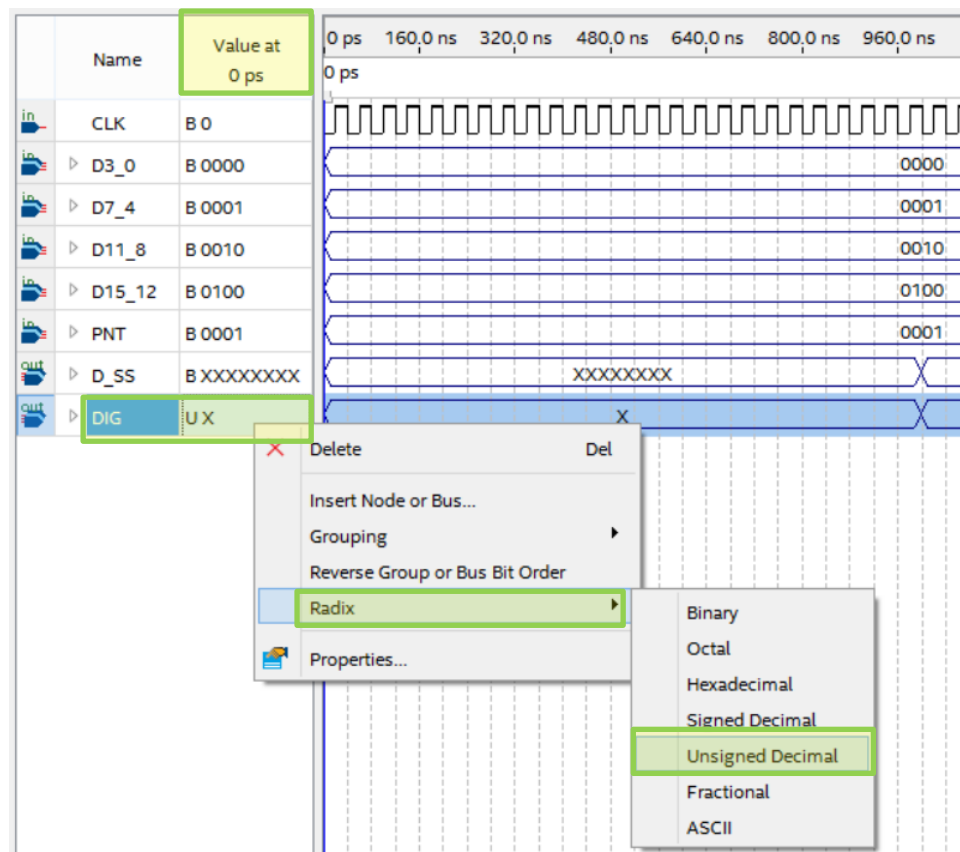 Name
Value at
0 ps
0 ps 160.0 ns 320.0 ns 480.0 ns 640.0 ns 800.0 ns 960.0 ns
0 ps
in CLK B 0
in D3_0 B 0000 0000
in D7_4 B 0001 0001
in D11_8 B 0010 0010
in D15_12 B 0100 0100
in PNT B 0001 0001
out D_SS B XXXXXXXX XXXXXXXX
out DIG U X X
Delete Del
Insert Node or Bus...
Grouping
Reverse Group or Bus Bit Order
Radix
Properties...
Binary
Octal
Hexadecimal
Signed Decimal
Unsigned Decimal
Fractional
ASCII